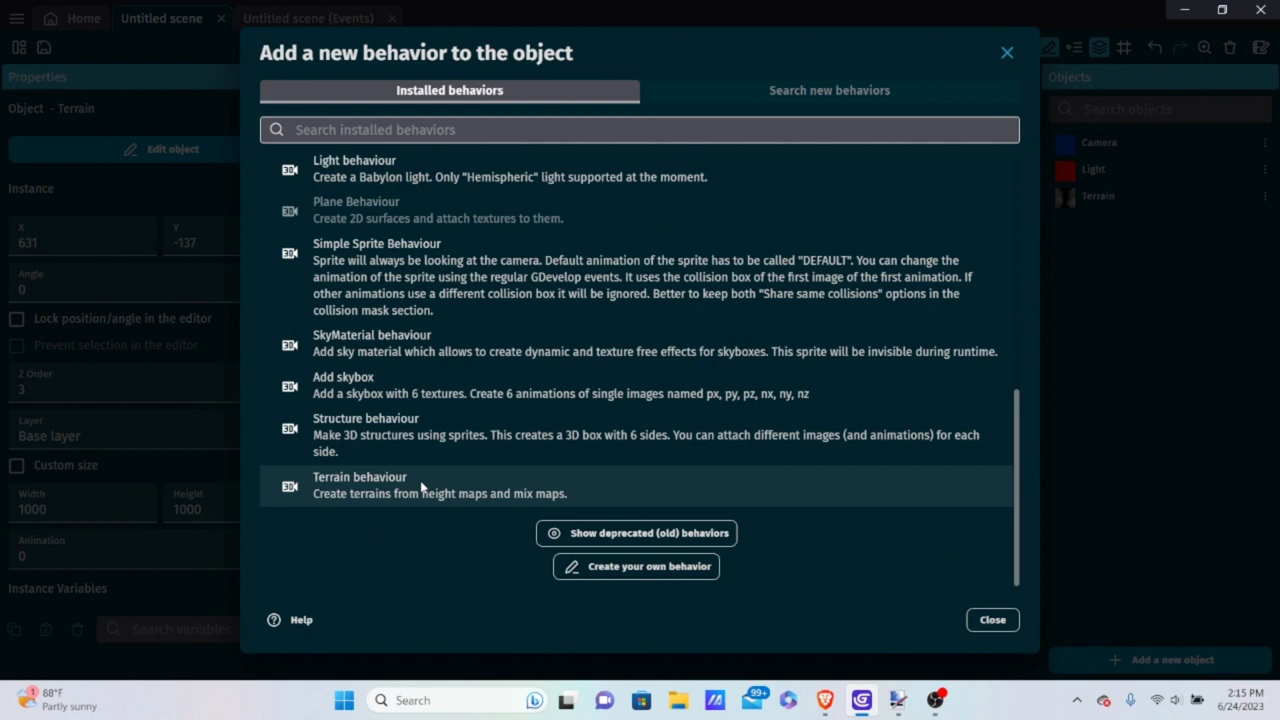 Home
Untitled scene
Untitled scene (Events)
Add a new behavior to the object
Installed behaviors
Search new behaviors
Search installed behaviors
Properties
Object - Terrain
Edit object
Instance
X
631
Y
-137
Angle
0
Lock position/angle in the editor
Prevent selection in the editor
Z Order
3
Layer
Base layer
Custom size
Width
1000
Height
1000
Animation
0
Instance Variables
Search variables
Light behaviour
Create a Babylon light. Only "Hemispheric" light supported at the moment.
Plane Behaviour
Create 2D surfaces and attach textures to them.
Simple Sprite Behaviour
Sprite will always be looking at the camera. Default animation of the sprite has to be called "DEFAULT". You can change the
animation of the sprite using the regular GDevelop events. It uses the collision box of the first image of the first animation. If
other animations use a different collision box it will be ignored. Better to keep both "Share same collisions" options in the
collision mask section.
SkyMaterial behaviour
Add sky material which allows to create dynamic and texture free effects for skyboxes. This sprite will be invisible during runtime.
Add skybox
Add a skybox with 6 textures. Create 6 animations of single images named px, py, pz, nx, ny, nz
Structure behaviour
Make 3D structures using sprites. This creates a 3D box with 6 sides. You can attach different images (and animations) for each
side.
Terrain behaviour
Create terrains from height maps and mix maps.
Show deprecated (old) behaviors
Create your own behavior
Help
Close
Objects
Search objects
Camera
Light
Terrain
Add a new object
1
88°F
Partly sunny
Search
99+
2:15 PM
6/24/2023